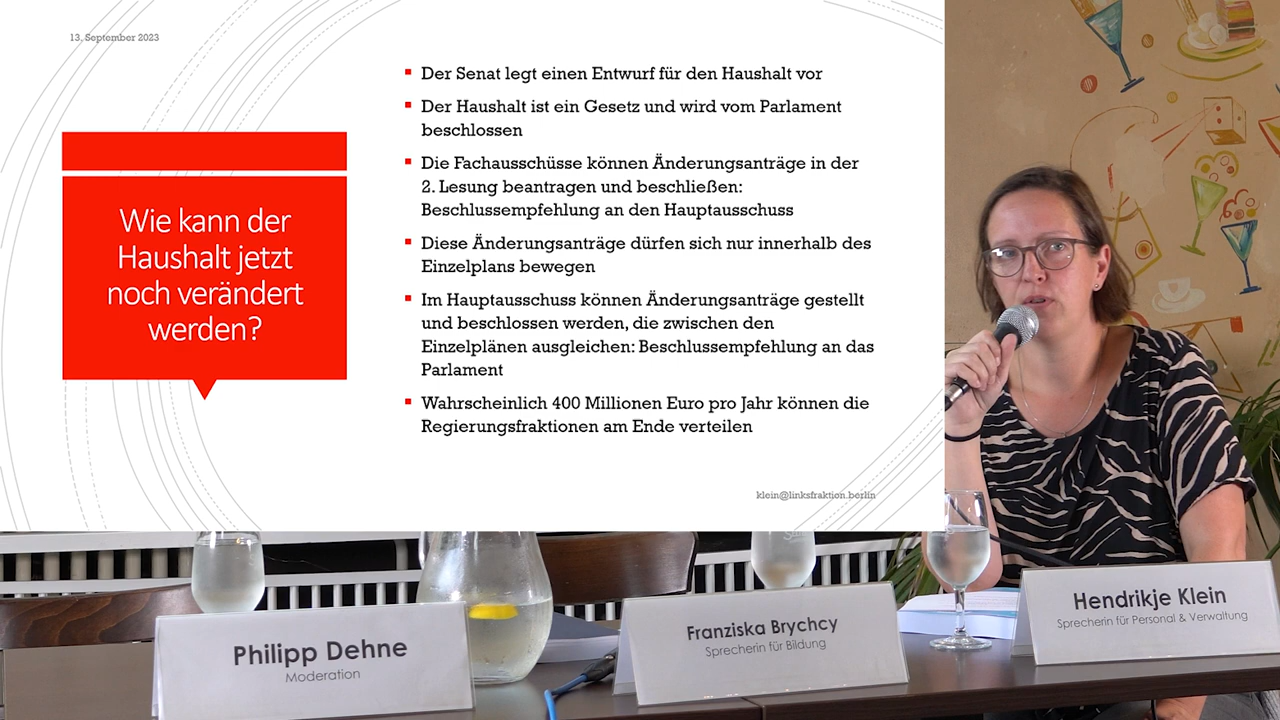 13. September 2023
Wie kann der
Haushalt jetzt
noch verändert
werden?
Der Senat legt einen Entwurf für den Haushalt vor
Der Haushalt ist ein Gesetz und wird vom Parlament
beschlossen
Die Fachausschüsse können Änderungsanträge in der
2. Lesung beantragen und beschließen:
Beschlussempfehlung an den Hauptausschuss
Diese Änderungsanträge dürfen sich nur innerhalb des
Einzelplans bewegen
Im Hauptausschuss können Änderungsanträge gestellt
und beschlossen werden, die zwischen den
Einzelplänen ausgleichen: Beschlussempfehlung an das
Parlament
Wahrscheinlich 400 Millionen Euro pro Jahr können die
Regierungsfraktionen am Ende verteilen
klein@linksfraktion.berlin
Philipp Dehne
Moderation
Franziska Brychcy
Sprecherin für Bildung
Hendrikje Klein
Sprecherin für Personal & Verwaltung